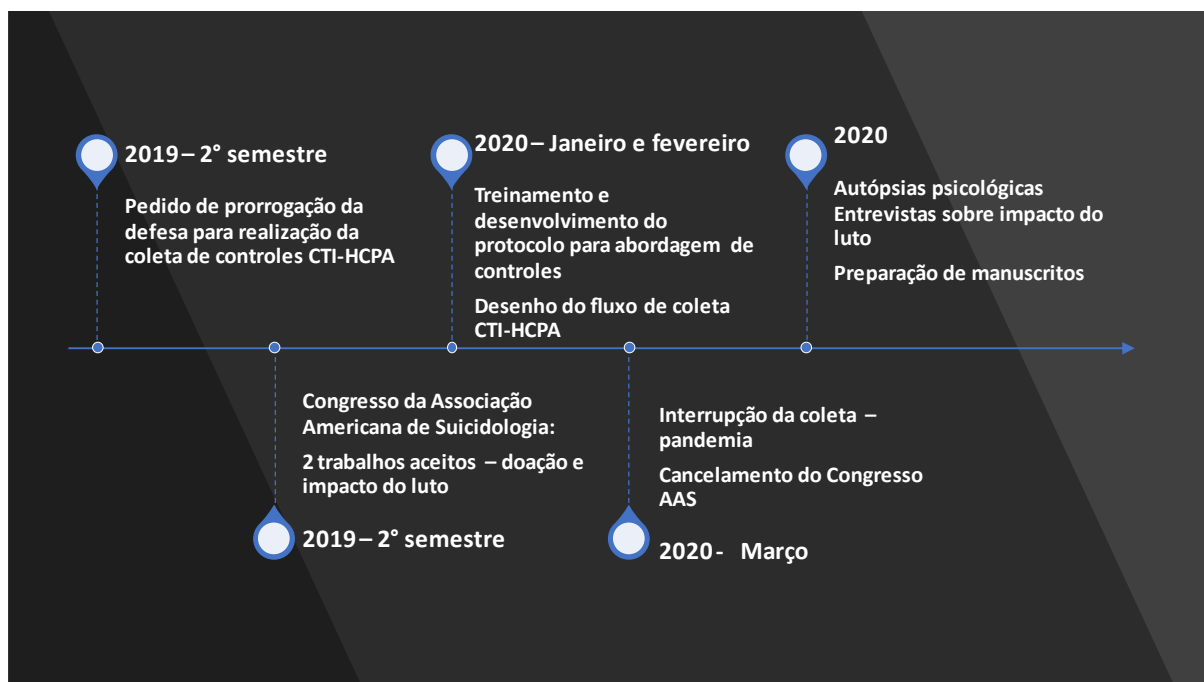 2019 – 2° semestre
Pedido de prorrogação da
defesa para realização da
coleta de controles CTI-HCPA
Congresso da Associação
Americana de Suicidologia:
2 trabalhos aceitos – doação e
impacto do luto
2019 – 2° semestre
2020 – Janeiro e fevereiro
Treinamento e
desenvolvimento do
protocolo para abordagem de
controles
Desenho do fluxo de coleta
CTI-HCPA
Interrupção da coleta –
pandemia
Cancelamento do Congresso
AAS
2020 - Março
2020
Autópsias psicológicas
Entrevistas sobre impacto do
luto
Preparação de manuscritos